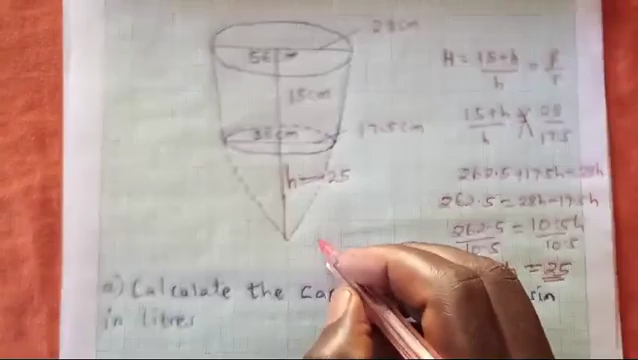 28cm
56cm
15cm
35cm
17.5cm
h → 25
H = 15+h / h = R / r
15+h / h = 28 / 17.5
262.5 + 17.5h = 28h
262.5 = 28h - 17.5h
262.5 / 10.5 = 10.5h / 10.5
h = 25
a) Calculate the
in litres